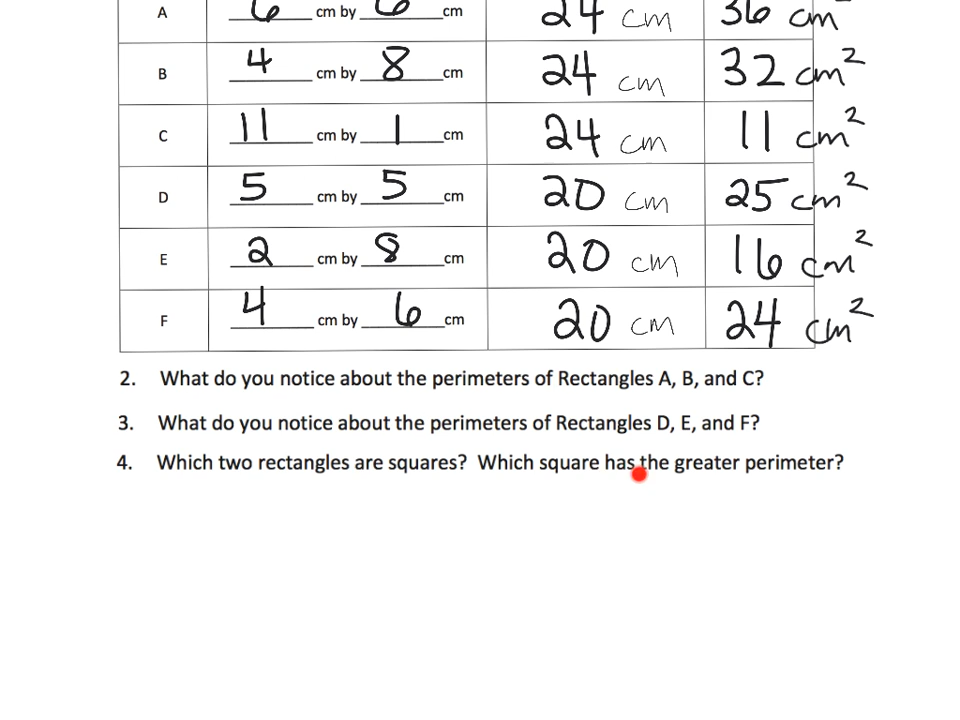 A 6 cm by 6 cm 24 cm 36 cm²
B 4 cm by 8 cm 24 cm 32 cm²
C 11 cm by 1 cm 24 cm 11 cm²
D 5 cm by 5 cm 20 cm 25 cm²
E 2 cm by 8 cm 20 cm 16 cm²
F 4 cm by 6 cm 20 cm 24 cm²
2. What do you notice about the perimeters of Rectangles A, B, and C?
3. What do you notice about the perimeters of Rectangles D, E, and F?
4. Which two rectangles are squares? Which square has the greater perimeter?